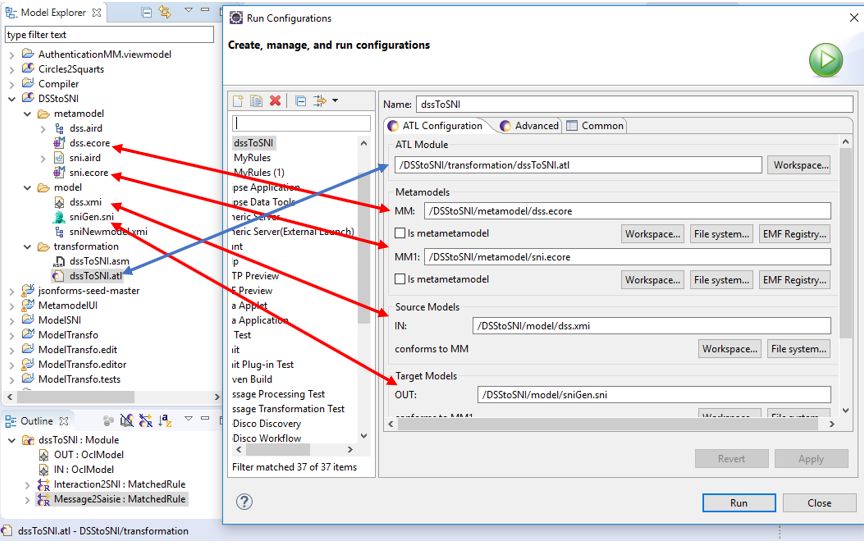 Model Explorer
type filter text
AuthenticationMM.viewmodel
Circles2Squarts
Compiler
DSStoSNI
metamodel
dss.aird
dss.ecore
sni.aird
sni.ecore
model
dss.xmi
sniGen.sni
sniNewmodel.xmi
transformation
dssToSNI.asm
dssToSNI.atl
jsonforms-seed-master
MetamodelUI
ModelSNI
ModelTransfo
ModelTransfo.edit
ModelTransfo.editor
ModelTransfo.tests
Outline
dssToSNI : Module
OUT : OclModel
IN : OclModel
Interaction2SNI : MatchedRule
Message2Saisie : MatchedRule
dssToSNI.atl - DSStoSNI/transformation
Run Configurations
Create, manage, and run configurations
dssToSNI
MyRules
MyRules (1)
pse Application
pse Data Tools
neric Server
neric Server(External Launch)
nt
TP Preview
F Preview
a Applet
a Application
Test
nit
nit Plug-in Test
ven Build
ssage Processing Test
ssage Transformation Test
Disco Discovery
Disco Workflow
Filter matched 37 of 37 items
Name: dssToSNI
ATL Configuration Advanced Common
ATL Module
/DSStoSNI/transformation/dssToSNI.atl Workspace...
Metamodels
MM: /DSStoSNI/metamodel/dss.ecore
Is metametamodel Workspace... File system... EMF Registry...
MM1: /DSStoSNI/metamodel/sni.ecore
Is metametamodel Workspace... File system... EMF Registry...
Source Models
IN: /DSStoSNI/model/dss.xmi
conforms to MM Workspace... File system...
Target Models
OUT: /DSStoSNI/model/sniGen.sni
conforms to MM1 Workspace... File system...
Revert Apply
Run Close